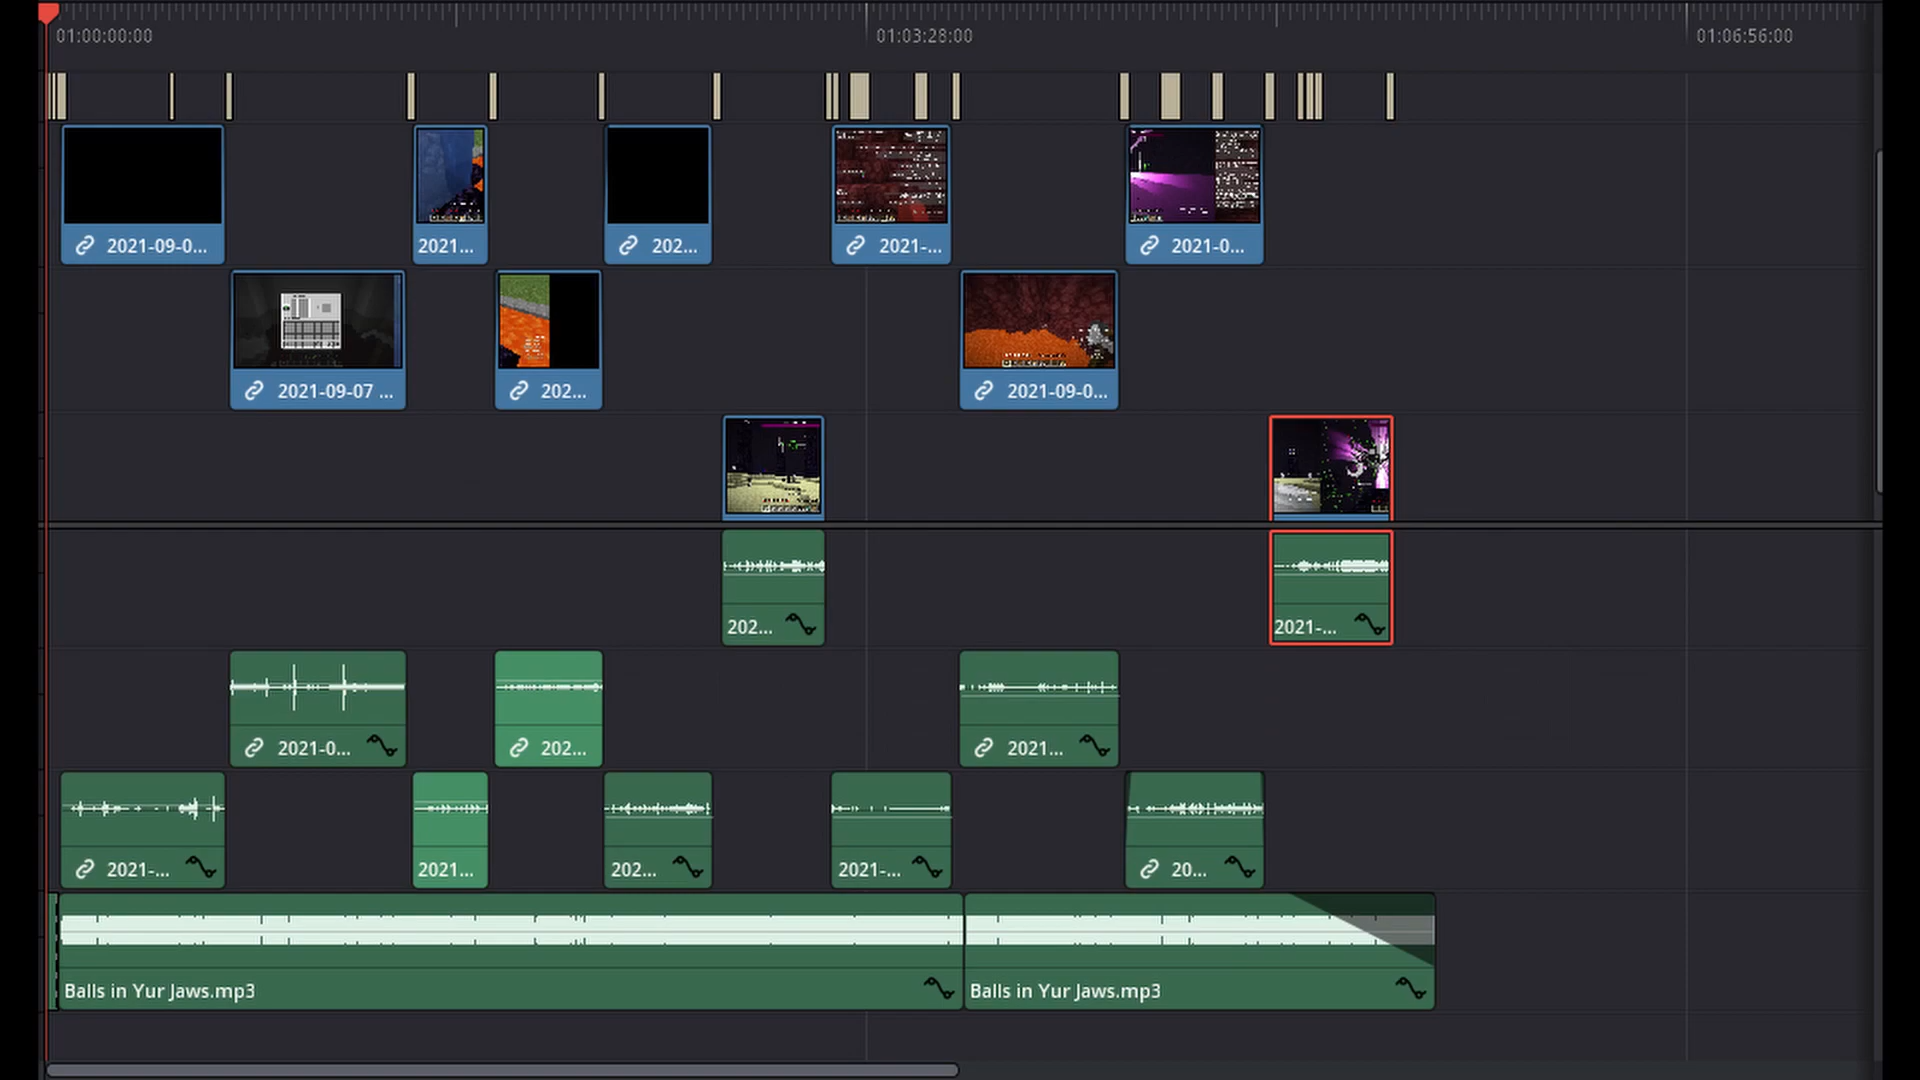 01:00:00:00 01:03:28:00 01:06:56:00
2021-09-0... 2021... 202... 2021-... 2021-0...
2021-09-07 ... 202... 2021-09-0...
202... 2021-...
2021-0... 202... 2021...
2021-... 2021... 202... 2021-... 20...
Balls in Yur Jaws.mp3 Balls in Yur Jaws.mp3